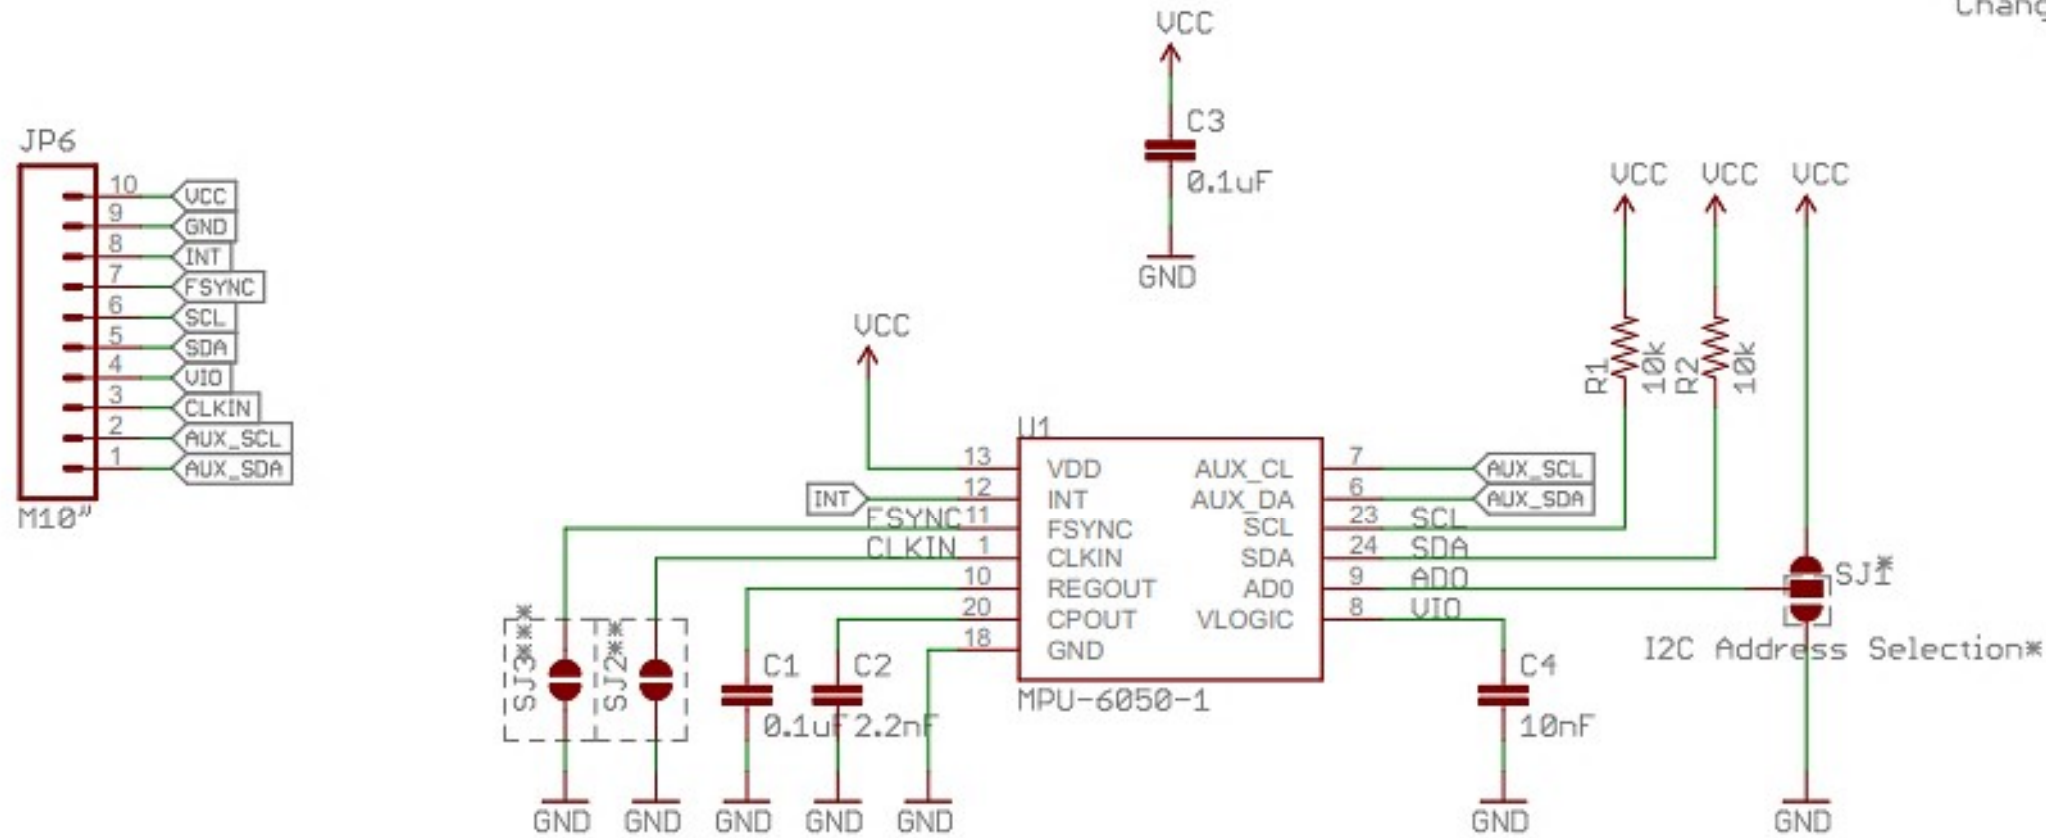 Chang
VCC
C3
0.1uF
GND
JP6
10 VCC
9 GND
8 INT
7 FSYNC
6 SCL
5 SDA
4 VIO
3 CLKIN
2 AUX_SCL
1 AUX_SDA
M10"
VCC VCC VCC
R1 10k R2 10k
VCC
U1
13 VDD AUX_CL 7 AUX_SCL
INT 12 INT AUX_DA 6 AUX_SDA
FSYNC 11 FSYNC SCL 23 SCL
CLKIN 1 CLKIN SDA 24 SDA
10 REGOUT AD0 9 AD0
20 CPOUT VLOGIC 8 VIO
18 GND
MPU-6050-1
SJ1*
I2C Address Selection*
SJ3*** SJ2** C1 C2 C4
0.1uF 2.2nF 10nF
GND GND GND GND GND GND GND